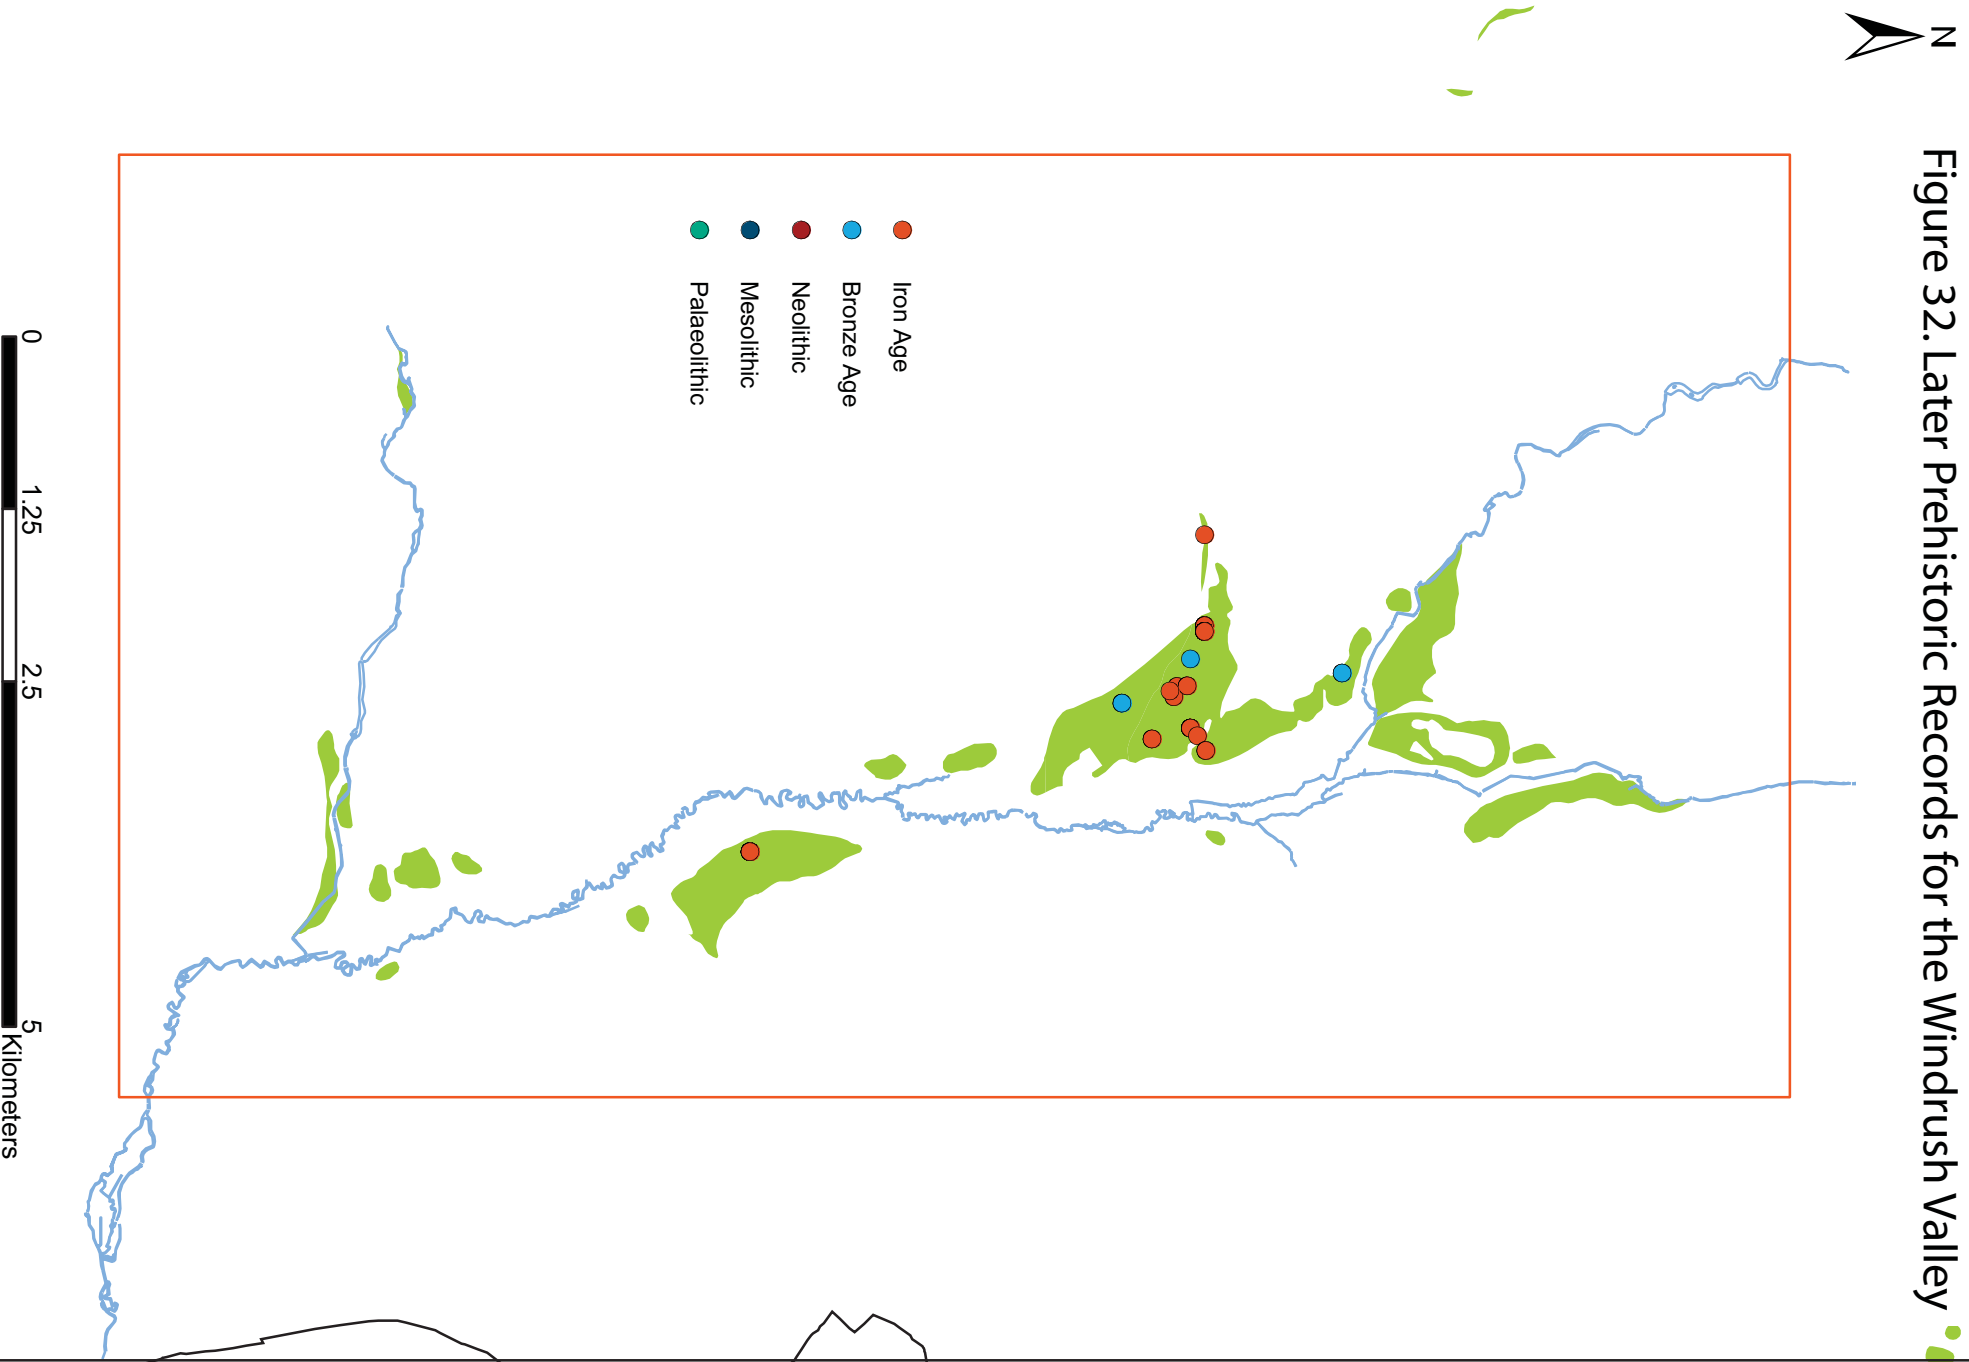 N
Figure 32. Later Prehistoric Records for the Windrush Valley
Iron Age
Bronze Age
Neolithic
Mesolithic
Palaeolithic
0 1.25 2.5 5
Kilometers